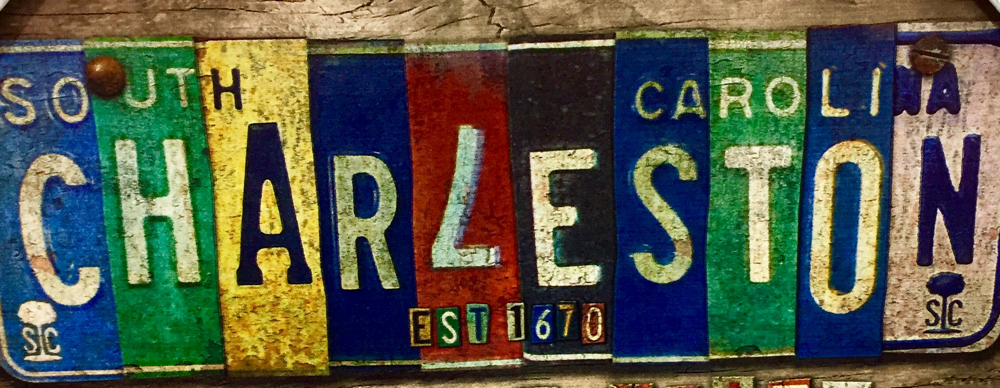 SOUTH CAROLINA
CHARLESTON
EST 1670
SC SC